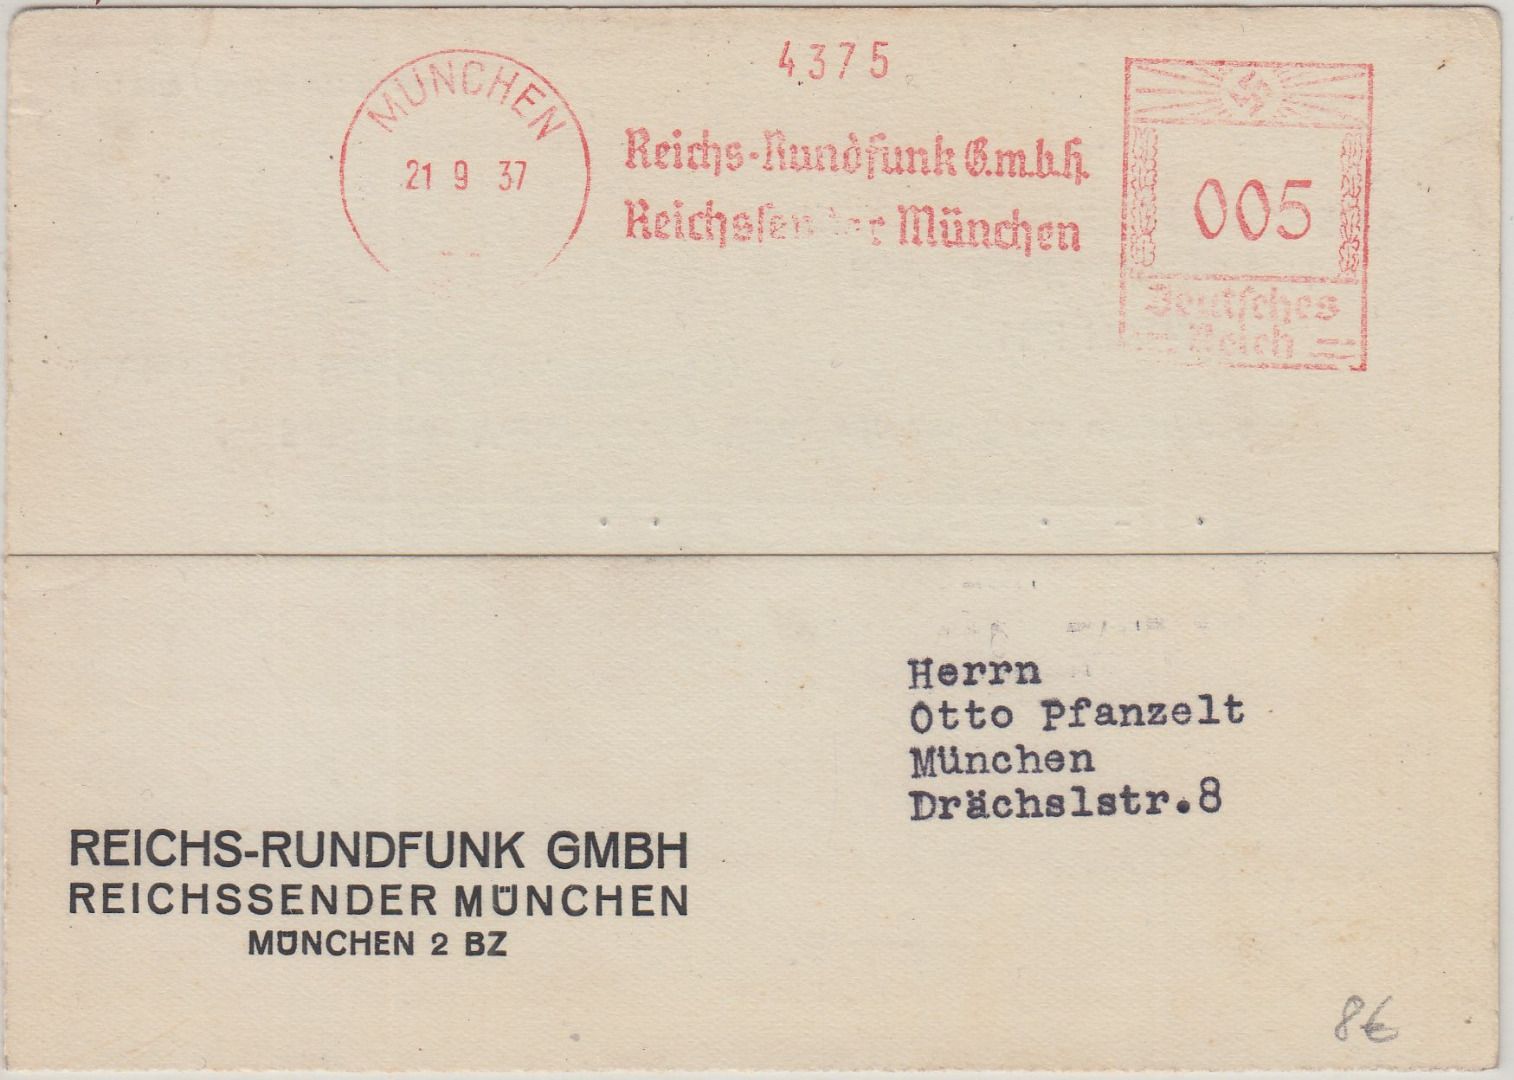 4375
MÜNCHEN
21 9 37
Reichs-Rundfunk G.m.b.H.
Reichssender München
005
Deutsches
Reich
Herrn
Otto Pfanzelt
München
Drächslstr.8
REICHS-RUNDFUNK GMBH
REICHSSENDER MÜNCHEN
MÜNCHEN 2 BZ
8€